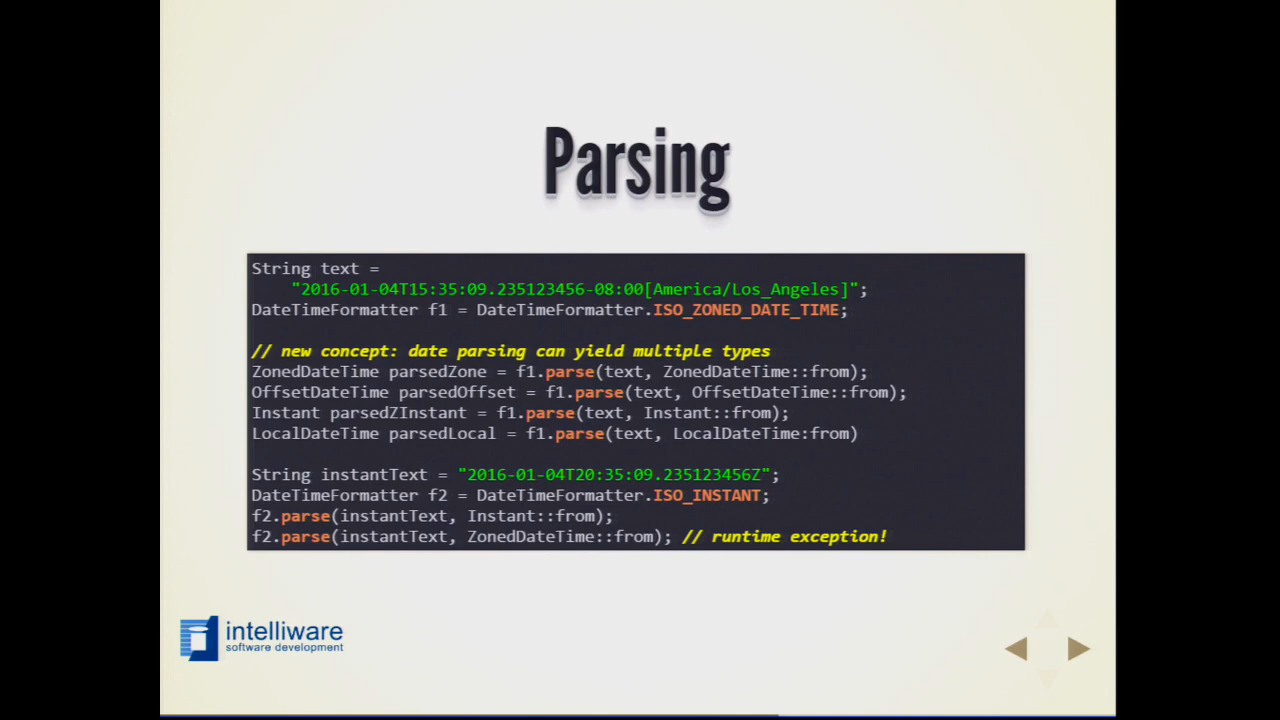 Parsing
String text =
"2016-01-04T15:35:09.235123456-08:00[America/Los_Angeles]";
DateTimeFormatter f1 = DateTimeFormatter.ISO_ZONED_DATE_TIME;
// new concept: date parsing can yield multiple types
ZonedDateTime parsedZone = f1.parse(text, ZonedDateTime::from);
OffsetDateTime parsedOffset = f1.parse(text, OffsetDateTime::from);
Instant parsedZInstant = f1.parse(text, Instant::from);
LocalDateTime parsedLocal = f1.parse(text, LocalDateTime:from)
String instantText = "2016-01-04T20:35:09.235123456Z";
DateTimeFormatter f2 = DateTimeFormatter.ISO_INSTANT;
f2.parse(instantText, Instant::from);
f2.parse(instantText, ZonedDateTime::from); // runtime exception!
intelliware
software development